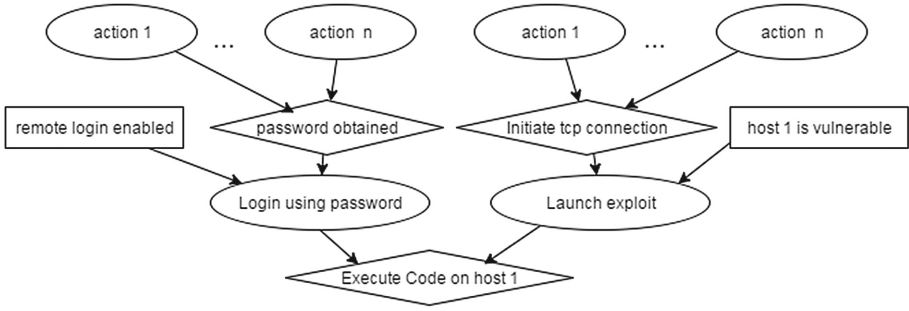 action 1
...
action n
action 1
...
action n
remote login enabled
password obtained
Initiate tcp connection
host 1 is vulnerable
Login using password
Launch exploit
Execute Code on host 1